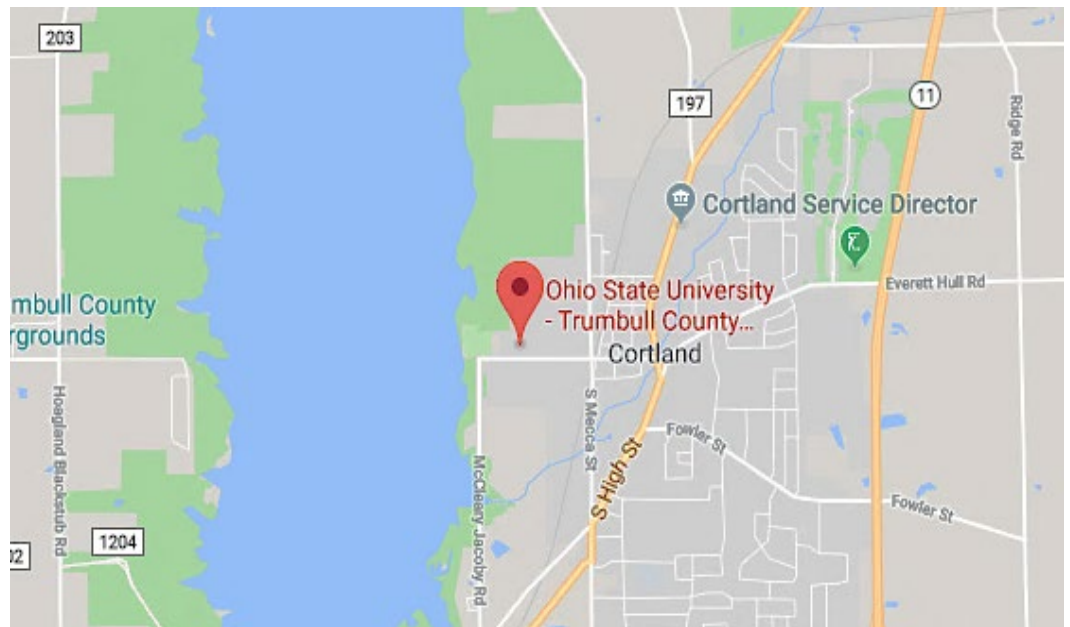 203
197
11
Ridge Rd
Cortland Service Director
Everett Hull Rd
Ohio State University
- Trumbull County...
Cortland
mbull County
rgrounds
Hoagland Blackstub Rd
S Mecca St
McCleary Jacoby Rd
S High St
Fowler St
Fowler St
1204
02